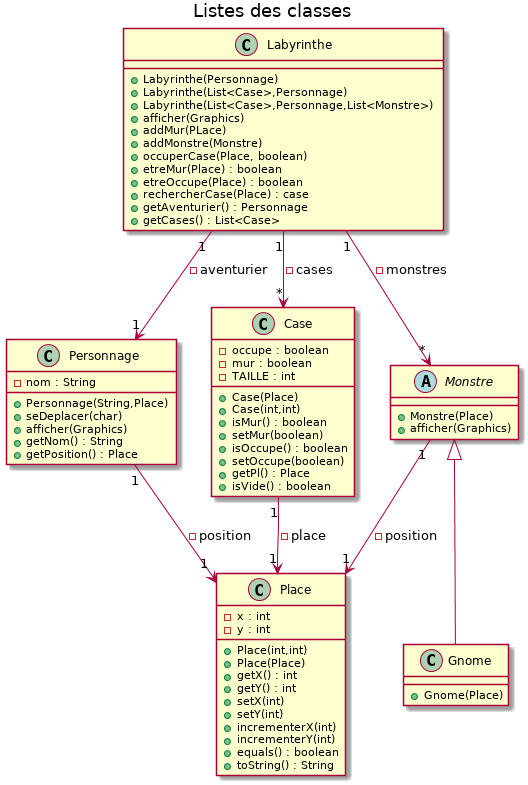 Listes des classes
C Labyrinthe
Labyrinthe(Personnage)
Labyrinthe(List<Case>,Personnage)
Labyrinthe(List<Case>,Personnage,List<Monstre>)
afficher(Graphics)
addMur(PLace)
addMonstre(Monstre)
occuperCase(Place, boolean)
etreMur(Place) : boolean
etreOccupe(Place) : boolean
rechercherCase(Place) : case
getAventurier() : Personnage
getCases() : List<Case>
1 1 1
aventurier cases monstres
1 * *
C Personnage
nom : String
Personnage(String,Place)
seDeplacer(char)
afficher(Graphics)
getNom() : String
getPosition() : Place
C Case
occupe : boolean
mur : boolean
TAILLE : int
Case(Place)
Case(int,int)
isMur() : boolean
setMur(boolean)
isOccupe() : boolean
setOccupe(boolean)
getPl() : Place
isVide() : boolean
A Monstre
Monstre(Place)
afficher(Graphics)
1 1 1
position place position
1 1 1
C Place
x : int
y : int
Place(int,int)
Place(Place)
getX() : int
getY() : int
setX(int)
setY(int)
incrementerX(int)
incrementerY(int)
equals() : boolean
toString() : String
C Gnome
Gnome(Place)